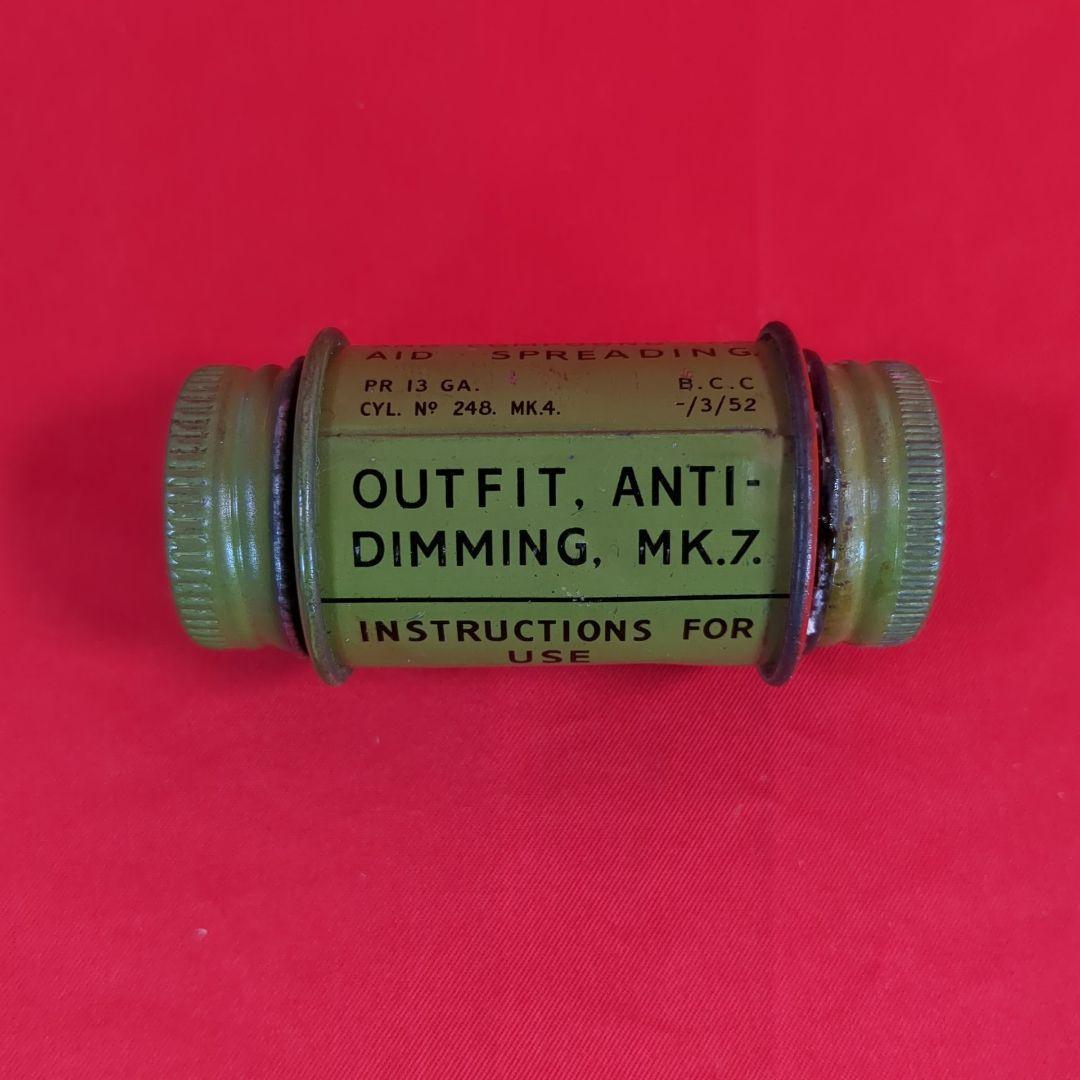 AID SPREADING.
PR 13 GA. B.C.C
CYL. Nº 248. MK.4. -/3/52
OUTFIT, ANTI-
DIMMING, MK.7.
INSTRUCTIONS FOR
USE